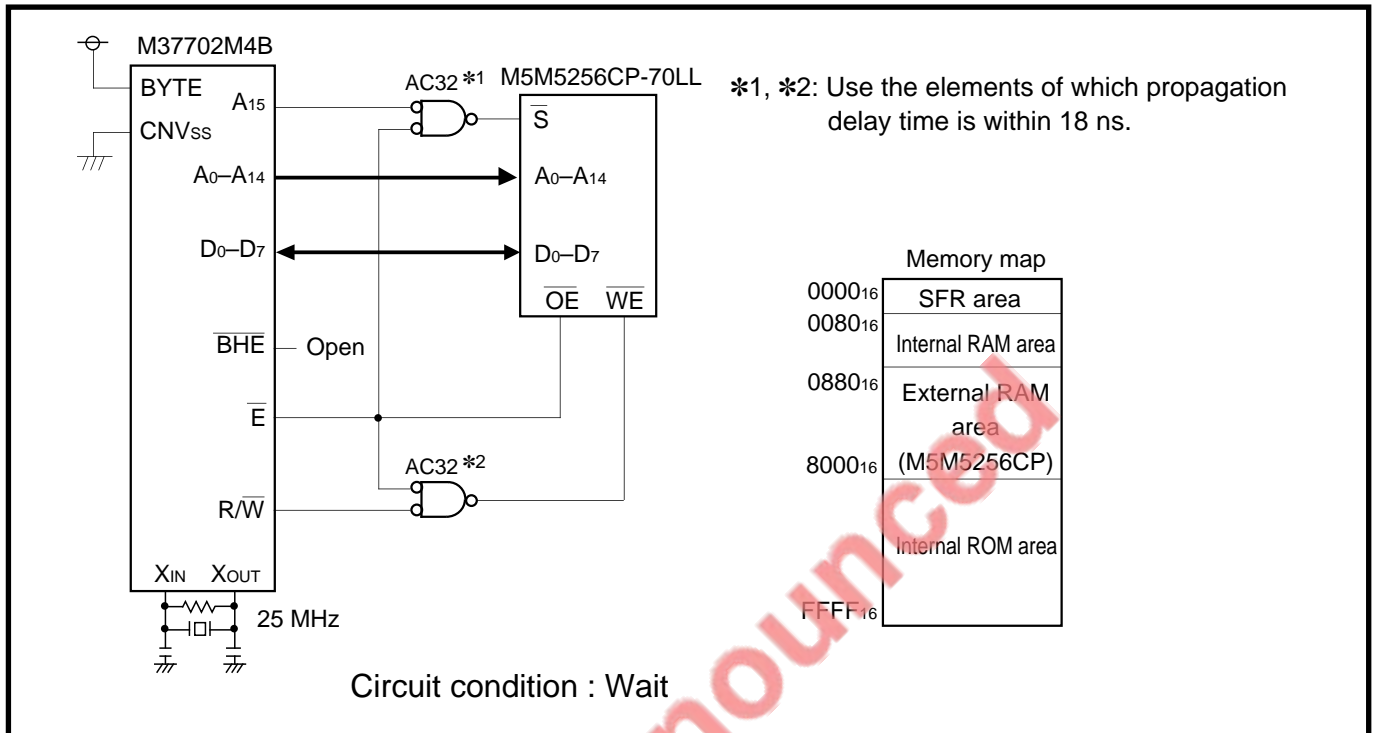 M37702M4B
BYTE
CNVss
A15
A0–A14
D0–D7
BHE
Open
E
R/W
XIN XOUT
25 MHz
AC32 *1
M5M5256CP-70LL
S
A0–A14
D0–D7
OE WE
AC32 *2
*1, *2: Use the elements of which propagation
delay time is within 18 ns.
Memory map
000016
SFR area
008016
Internal RAM area
088016
External RAM
area
(M5M5256CP)
800016
Internal ROM area
FFFF16
Circuit condition : Wait